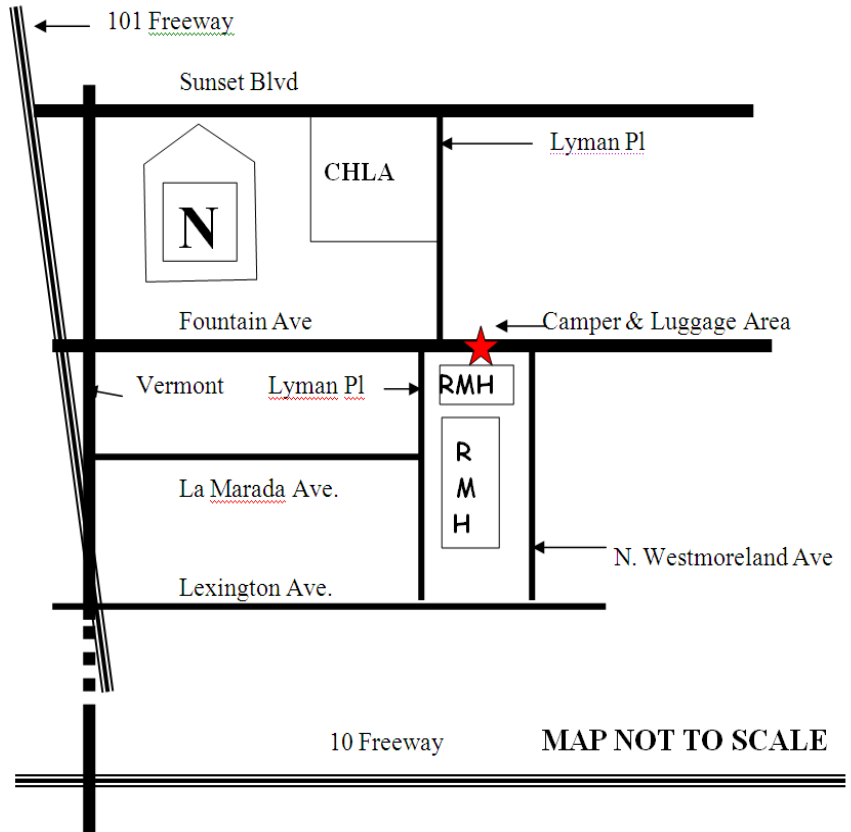 101 Freeway
Sunset Blvd
Lyman Pl
CHLA
N
Fountain Ave
Camper & Luggage Area
Vermont
Lyman Pl
RMH
R
M
H
La Marada Ave.
N. Westmoreland Ave
Lexington Ave.
10 Freeway
MAP NOT TO SCALE